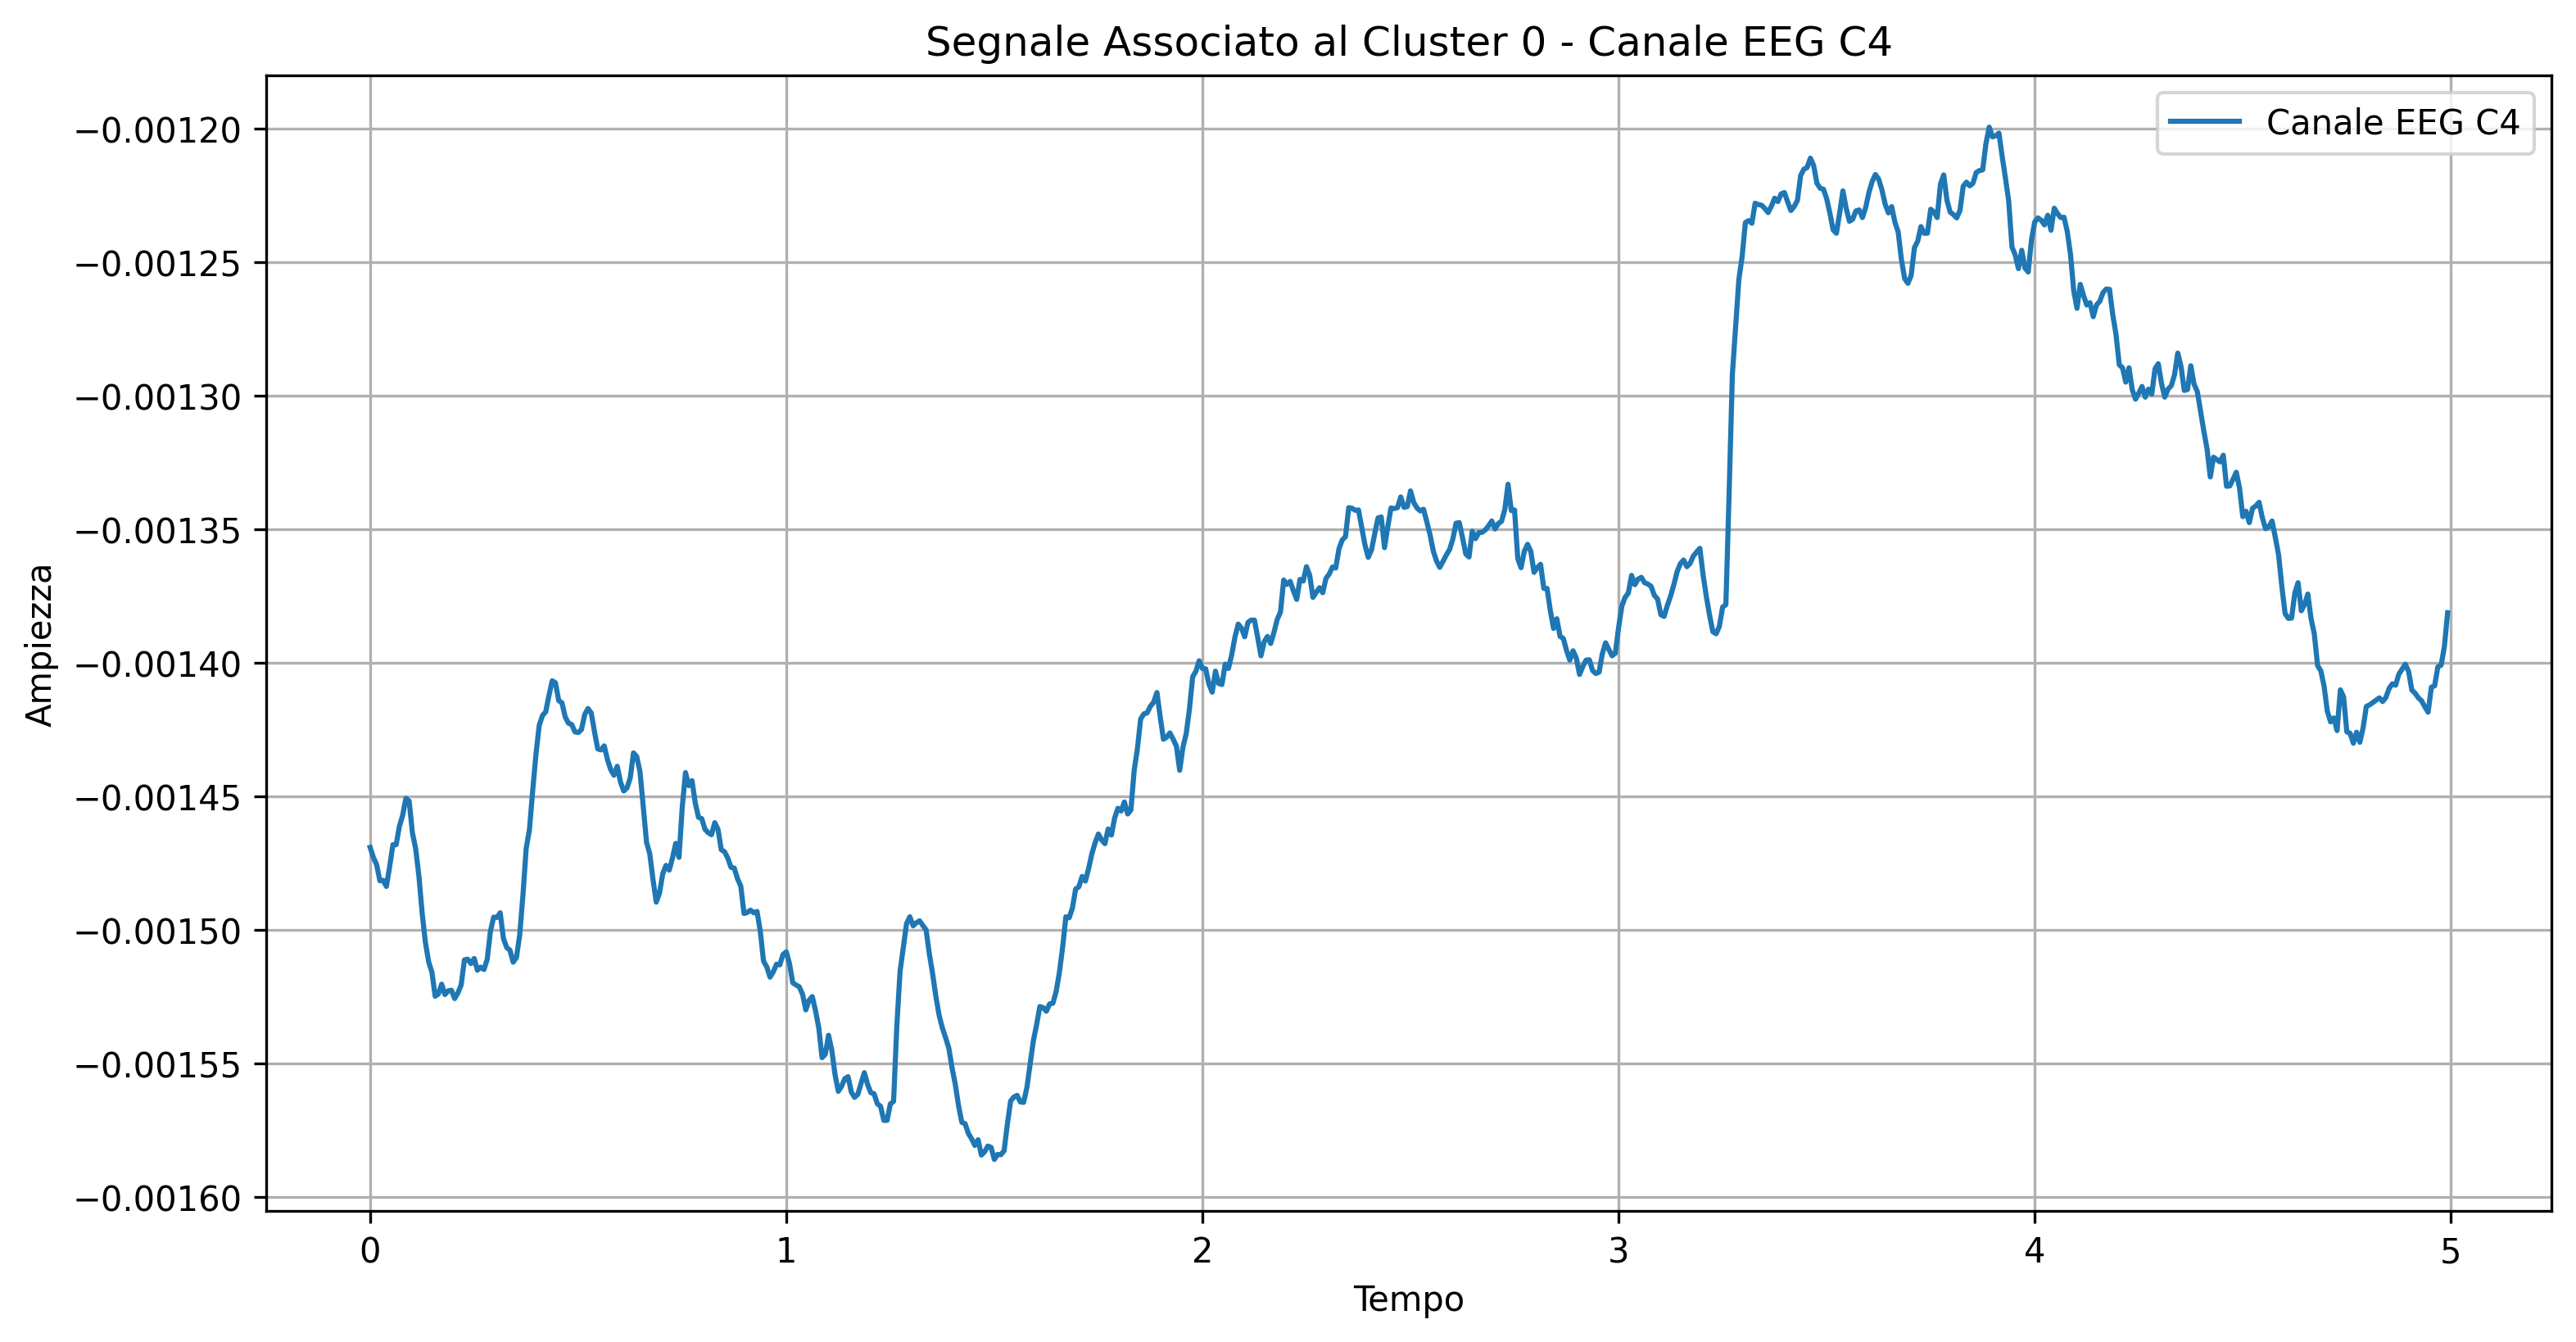 Segnale Associato al Cluster 0 - Canale EEG C4
Canale EEG C4
−0.00120
−0.00125
−0.00130
−0.00135
−0.00140
−0.00145
−0.00150
−0.00155
−0.00160
Ampiezza
0 1 2 3 4 5
Tempo